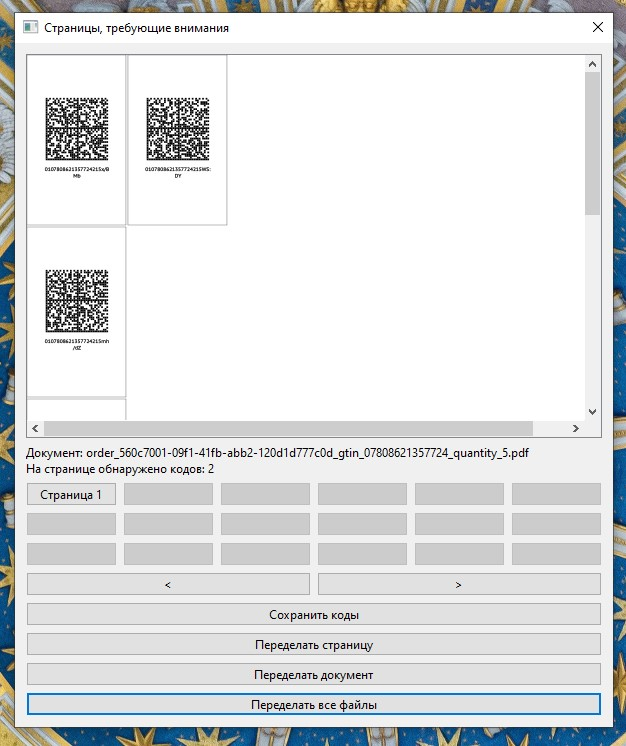 Страницы, требующие внимания
0107808621357724215x/B
Mb
0107808621357724215WS:
DY
0107808621357724215mh
/dZ
Документ: order_560c7001-09f1-41fb-abb2-120d1d777c0d_gtin_07808621357724_quantity_5.pdf
На странице обнаружено кодов: 2
Страница 1
< >
Сохранить коды
Переделать страницу
Переделать документ
Переделать все файлы